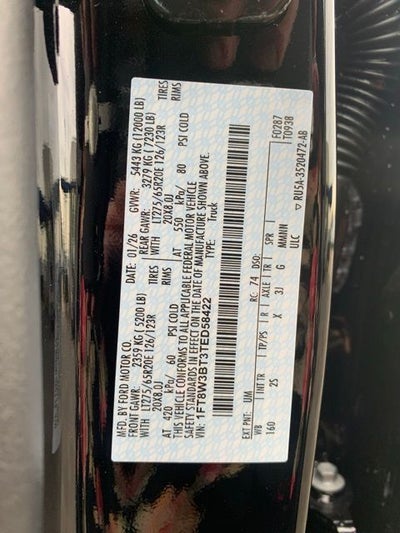 MFD. BY FORD MOTOR CO.
DATE: 01/26 GVWR: 5443 KG (12000 LB)
FRONT GAWR: 2359 KG (5200 LB) REAR GAWR: 3279 KG (7230 LB)
LT275/65R20E 126/123R TIRES LT275/65R20E 126/123R TIRES
20X8.0J RIMS 20X8.0J RIMS
AT 420 kPa/ 60 PSI COLD AT 550 kPa/ 80 PSI COLD
THIS VEHICLE CONFORMS TO ALL APPLICABLE FEDERAL MOTOR VEHICLE
SAFETY STANDARDS IN EFFECT ON THE DATE OF MANUFACTURE SHOWN ABOVE.
VIN: 1FT8W3BT3TED58422 TYPE: Truck
F0287
T0938
EXT PNT: UM RC: 74 DSO:
WB INT TR TP/PS R AXLE TR SPR
160 2S X 3J G MMMNN
ULC
RU5A-3520472-AB